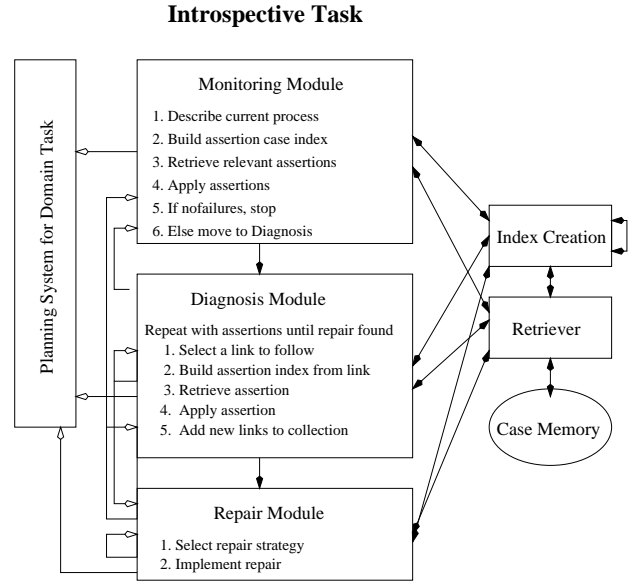 Introspective Task
Planning System for Domain Task
Monitoring Module
1. Describe current process
2. Build assertion case index
3. Retrieve relevant assertions
4. Apply assertions
5. If nofailures, stop
6. Else move to Diagnosis
Diagnosis Module
Repeat with assertions until repair found
1. Select a link to follow
2. Build assertion index from link
3. Retrieve assertion
4. Apply assertion
5. Add new links to collection
Repair Module
1. Select repair strategy
2. Implement repair
Index Creation
Retriever
Case Memory